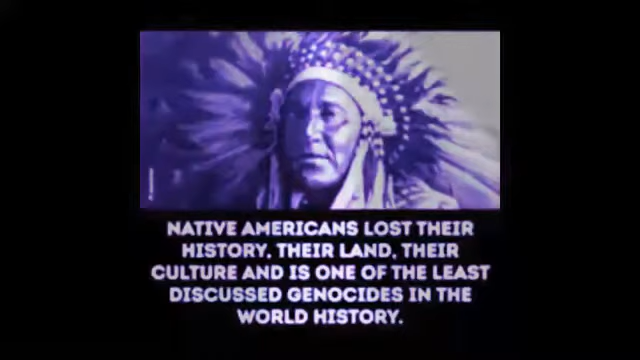 NATIVE AMERICANS LOST THEIR
HISTORY, THEIR LAND, THEIR
CULTURE AND IS ONE OF THE LEAST
DISCUSSED GENOCIDES IN THE
WORLD HISTORY.